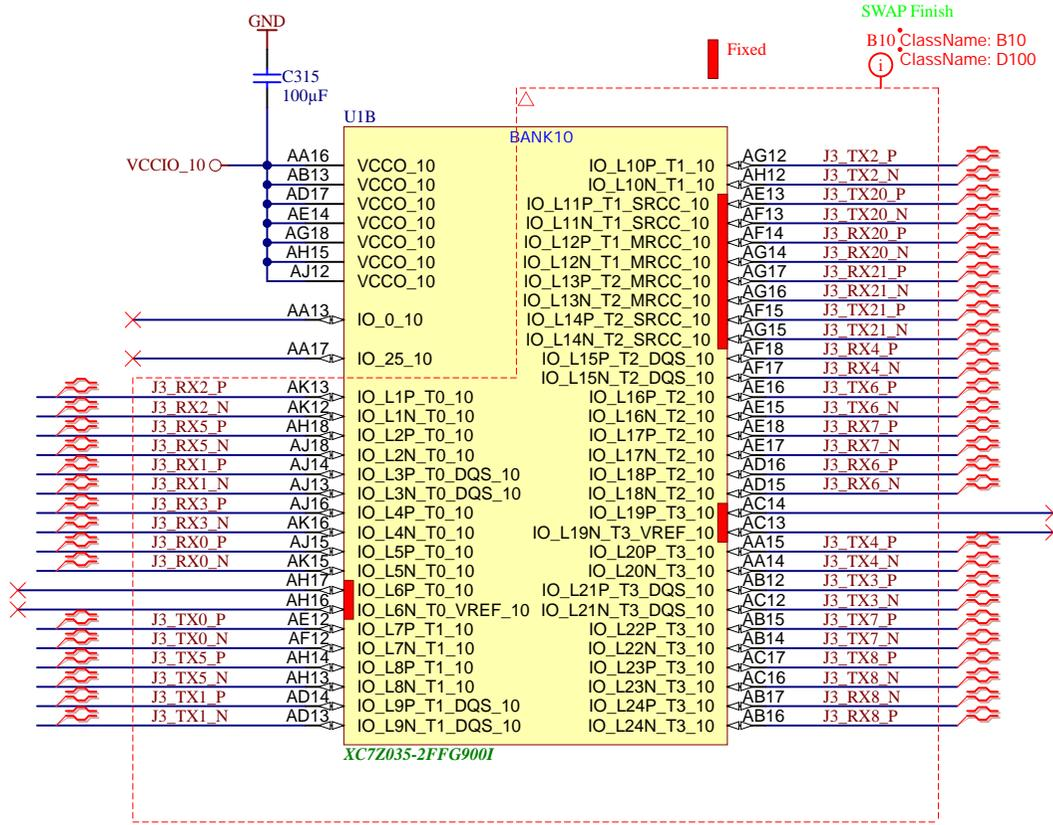 SWAP Finish
GND
B10
ClassName: B10
ClassName: D100
i
Fixed
C315
100µF
U1B
BANK10
VCCIO_10
AA16 VCCO_10
AB13 VCCO_10
AD17 VCCO_10
AE14 VCCO_10
AG18 VCCO_10
AH15 VCCO_10
AJ12 VCCO_10
AA13 IO_0_10
AA17 IO_25_10
J3_RX2_P AK13 IO_L1P_T0_10
J3_RX2_N AK12 IO_L1N_T0_10
J3_RX5_P AH18 IO_L2P_T0_10
J3_RX5_N AJ18 IO_L2N_T0_10
J3_RX1_P AJ14 IO_L3P_T0_DQS_10
J3_RX1_N AJ13 IO_L3N_T0_DQS_10
J3_RX3_P AJ16 IO_L4P_T0_10
J3_RX3_N AK16 IO_L4N_T0_10
J3_RX0_P AJ15 IO_L5P_T0_10
J3_RX0_N AK15 IO_L5N_T0_10
AH17 IO_L6P_T0_10
AH16 IO_L6N_T0_VREF_10
J3_TX0_P AE12 IO_L7P_T1_10
J3_TX0_N AF12 IO_L7N_T1_10
J3_TX5_P AH14 IO_L8P_T1_10
J3_TX5_N AH13 IO_L8N_T1_10
J3_TX1_P AD14 IO_L9P_T1_DQS_10
J3_TX1_N AD13 IO_L9N_T1_DQS_10
IO_L10P_T1_10 AG12 J3_TX2_P
IO_L10N_T1_10 AH12 J3_TX2_N
IO_L11P_T1_SRCC_10 AE13 J3_TX20_P
IO_L11N_T1_SRCC_10 AF13 J3_TX20_N
IO_L12P_T1_MRCC_10 AF14 J3_RX20_P
IO_L12N_T1_MRCC_10 AG14 J3_RX20_N
IO_L13P_T2_MRCC_10 AG17 J3_RX21_P
IO_L13N_T2_MRCC_10 AG16 J3_RX21_N
IO_L14P_T2_SRCC_10 AF15 J3_TX21_P
IO_L14N_T2_SRCC_10 AG15 J3_TX21_N
IO_L15P_T2_DQS_10 AF18 J3_RX4_P
IO_L15N_T2_DQS_10 AF17 J3_RX4_N
IO_L16P_T2_10 AE16 J3_TX6_P
IO_L16N_T2_10 AE15 J3_TX6_N
IO_L17P_T2_10 AE18 J3_RX7_P
IO_L17N_T2_10 AE17 J3_RX7_N
IO_L18P_T2_10 AD16 J3_RX6_P
IO_L18N_T2_10 AD15 J3_RX6_N
IO_L19P_T3_10 AC14
IO_L19N_T3_VREF_10 AC13
IO_L20P_T3_10 AA15 J3_TX4_P
IO_L20N_T3_10 AA14 J3_TX4_N
IO_L21P_T3_DQS_10 AB12 J3_TX3_P
IO_L21N_T3_DQS_10 AC12 J3_TX3_N
IO_L22P_T3_10 AB15 J3_TX7_P
IO_L22N_T3_10 AB14 J3_TX7_N
IO_L23P_T3_10 AC17 J3_TX8_P
IO_L23N_T3_10 AC16 J3_TX8_N
IO_L24P_T3_10 AB17 J3_RX8_N
IO_L24N_T3_10 AB16 J3_RX8_P
XC7Z035-2FFG900I